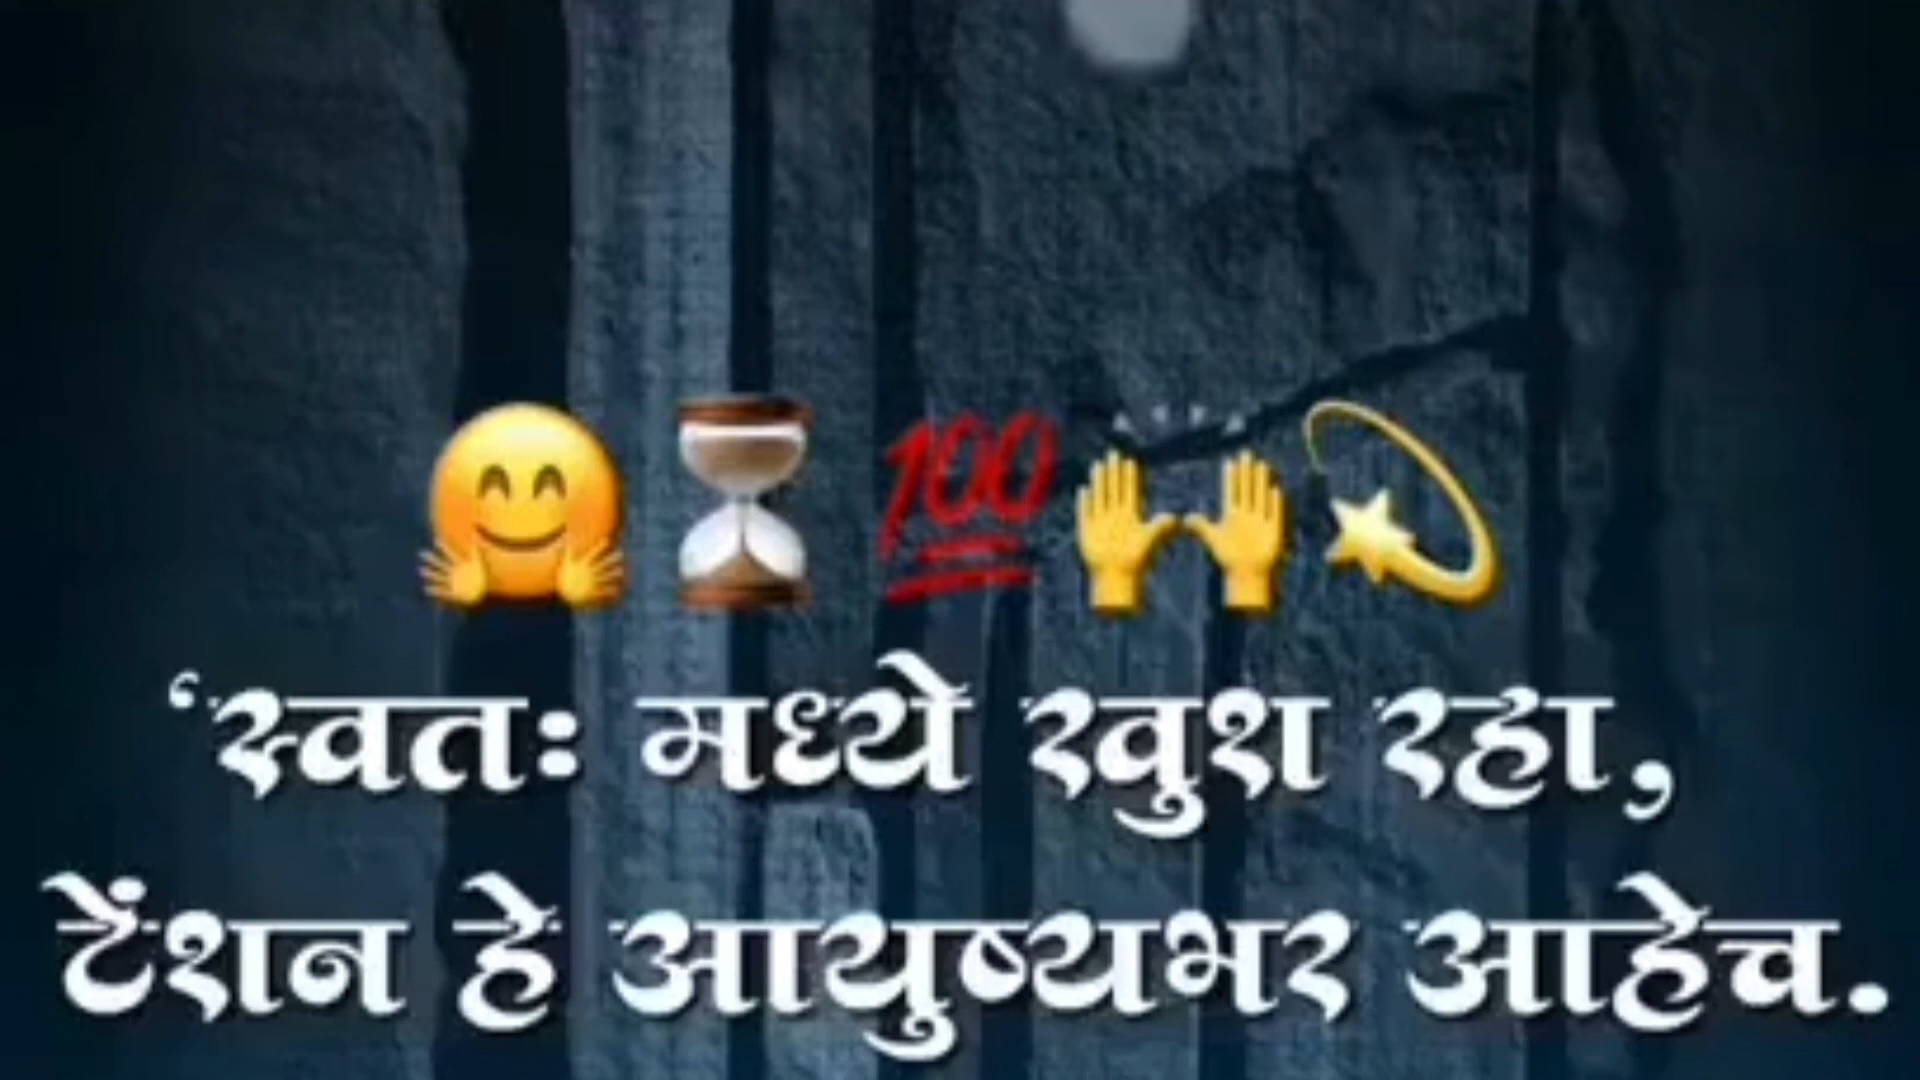 🤗⏳💯🙌💫
‘स्वतः मध्ये खुश रहा,
टेंशन हे आयुष्यभर आहेच.